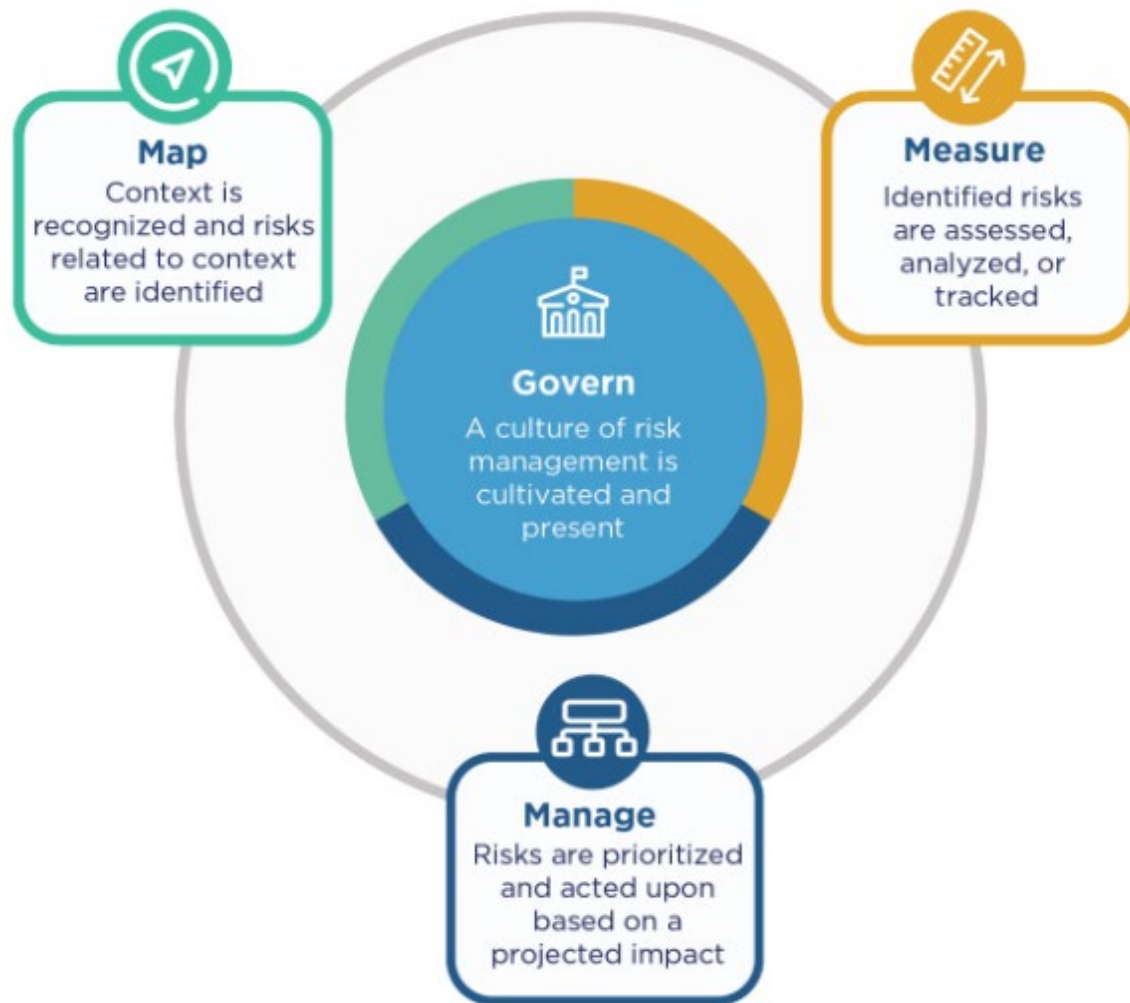 Map
Context is
recognized and risks
related to context
are identified
Measure
Identified risks
are assessed,
analyzed, or
tracked
Govern
A culture of risk
management is
cultivated and
present
Manage
Risks are prioritized
and acted upon
based on a
projected impact